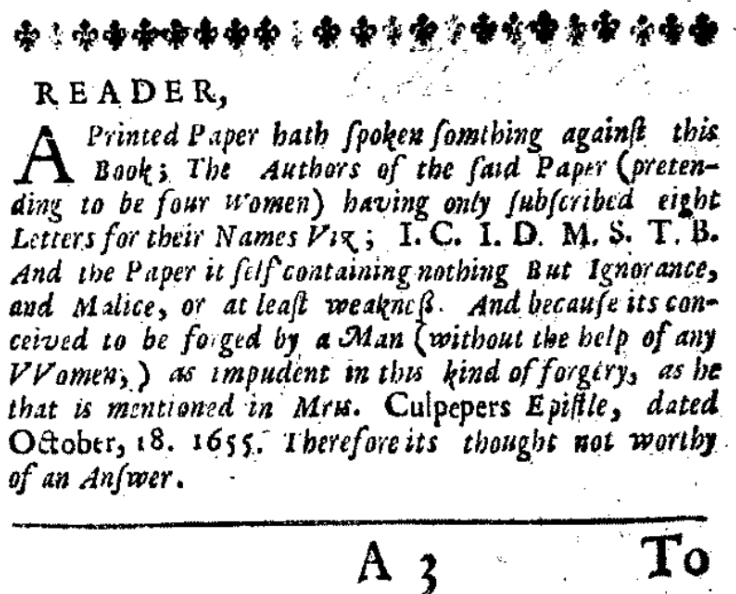 READER,
A Printed Paper hath ſpoken ſomthing againſt this
Book; The Authors of the ſaid Paper (preten-
ding to be four Women) having only ſubſcribed eight
Letters for their Names Viz; I. C. I. D. M. S. T. B.
And the Paper it ſelf containing nothing But Ignorance,
and Malice, or at leaſt weakneß. And becauſe its con-
ceived to be forged by a Man (without the help of any
VVomen,) as impudent in this kind of forgery, as he
that is mentioned in Mris. Culpepers Epiſtle, dated
October, 18. 1655. Therefore its thought not worthy
of an Anſwer.
A 3 To